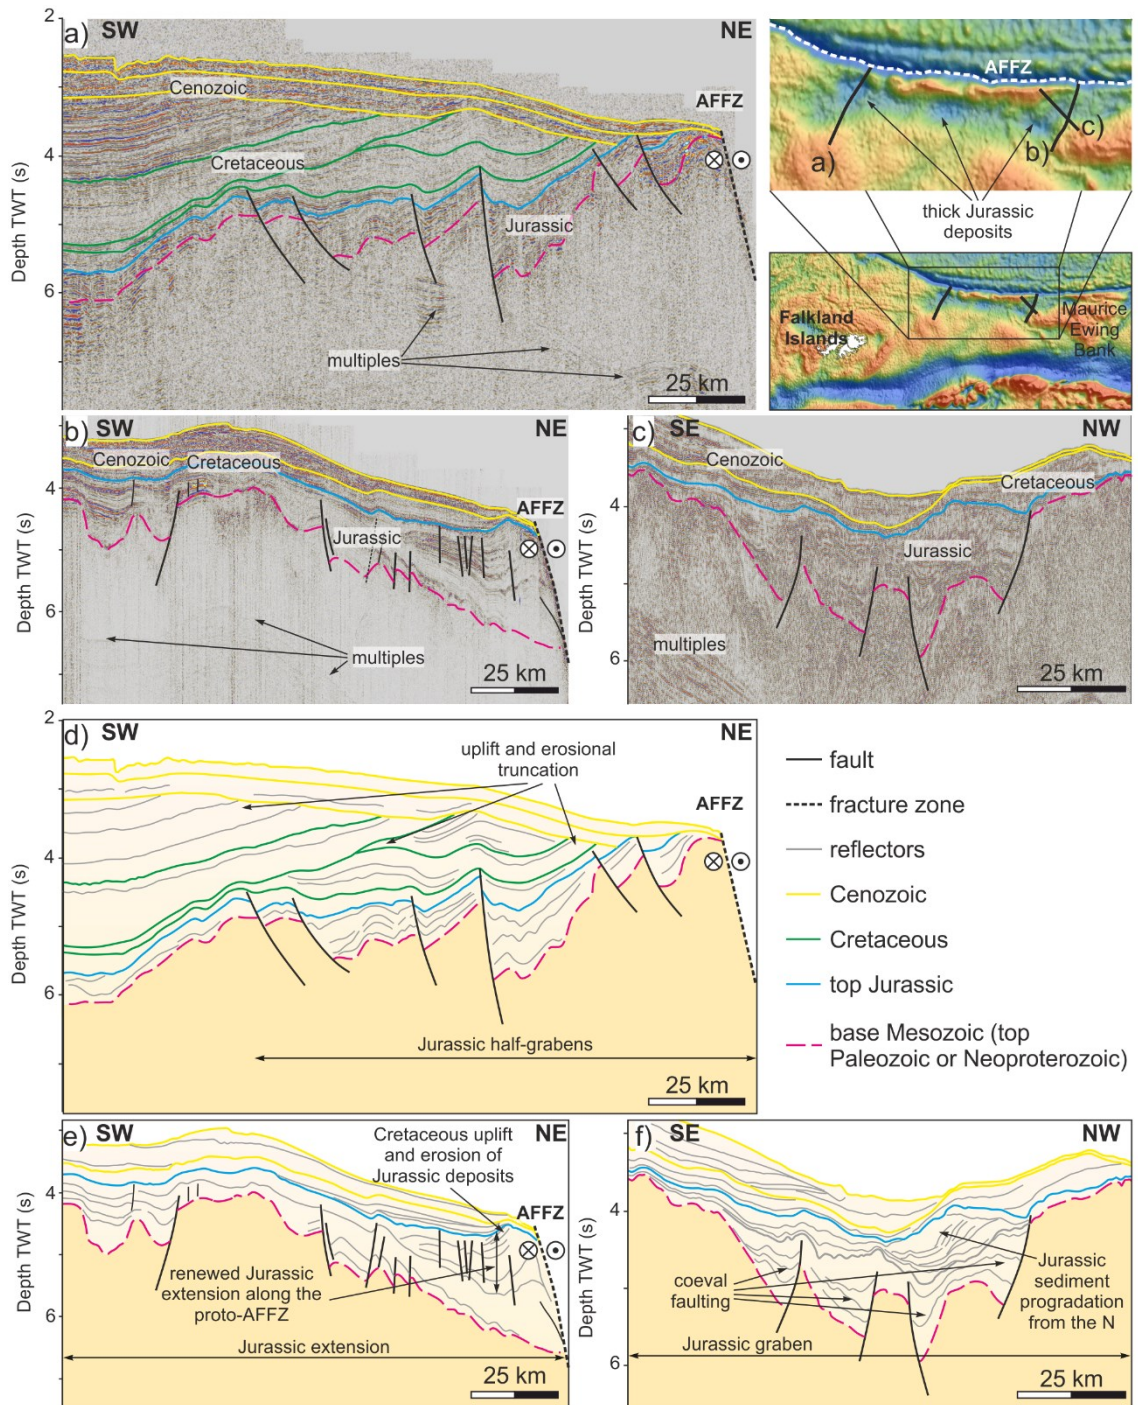 a)
SW
NE
2
4
6
Depth TWT (s)
Cenozoic
Cretaceous
Jurassic
AFFZ
multiples
25 km
AFFZ
a)
b)
c)
thick Jurassic
deposits
Falkland
Islands
Maurice
Ewing
Bank
b)
SW
NE
4
6
Depth TWT (s)
Cenozoic
Cretaceous
Jurassic
AFFZ
multiples
25 km
c)
SE
NW
4
6
Depth TWT (s)
Cenozoic
Cretaceous
Jurassic
multiples
25 km
d)
SW
NE
2
4
6
Depth TWT (s)
uplift and erosional
truncation
AFFZ
Jurassic half-grabens
25 km
fault
fracture zone
reflectors
Cenozoic
Cretaceous
top Jurassic
base Mesozoic (top
Paleozoic or Neoproterozoic)
e)
SW
NE
4
6
Depth TWT (s)
Cretaceous uplift
and erosion of
Jurassic deposits
AFFZ
renewed Jurassic
extension along the
proto-AFFZ
Jurassic extension
25 km
f)
SE
NW
4
6
Depth TWT (s)
coeval
faulting
Jurassic
sediment
progradation
from the N
Jurassic graben
25 km